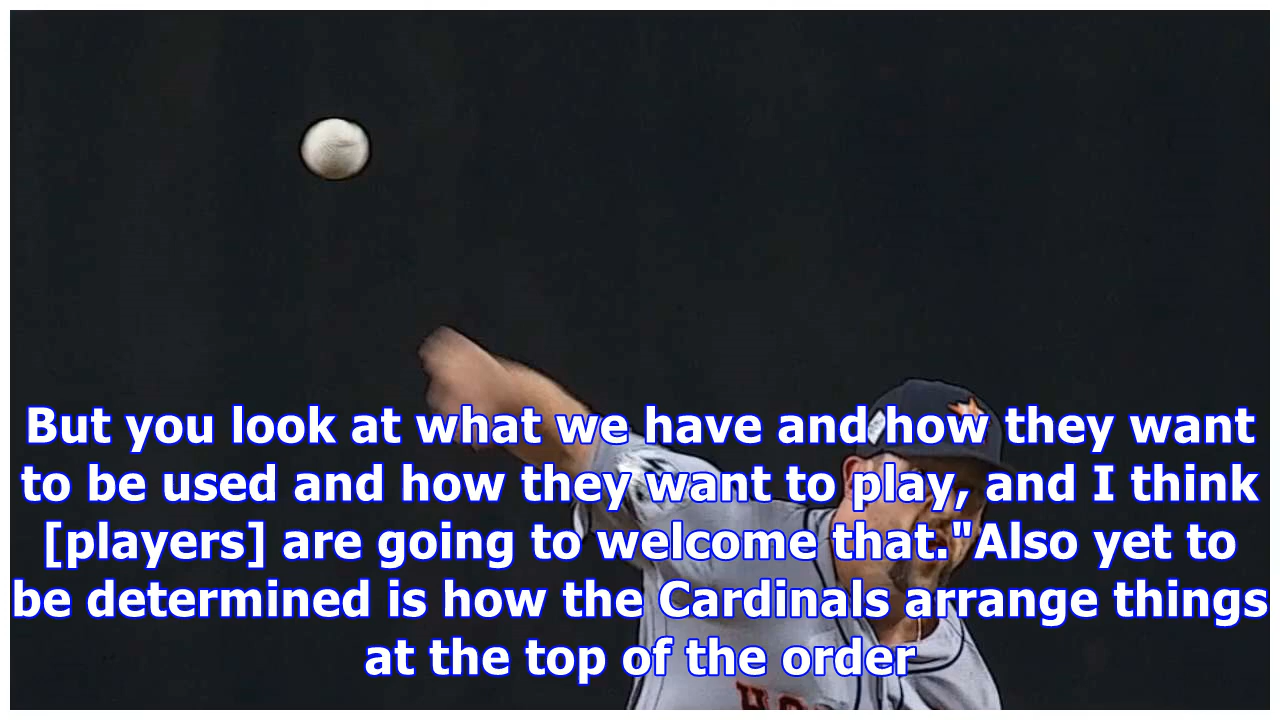 But you look at what we have and how they want
to be used and how they want to play, and I think
[players] are going to welcome that."Also yet to
be determined is how the Cardinals arrange things
at the top of the order